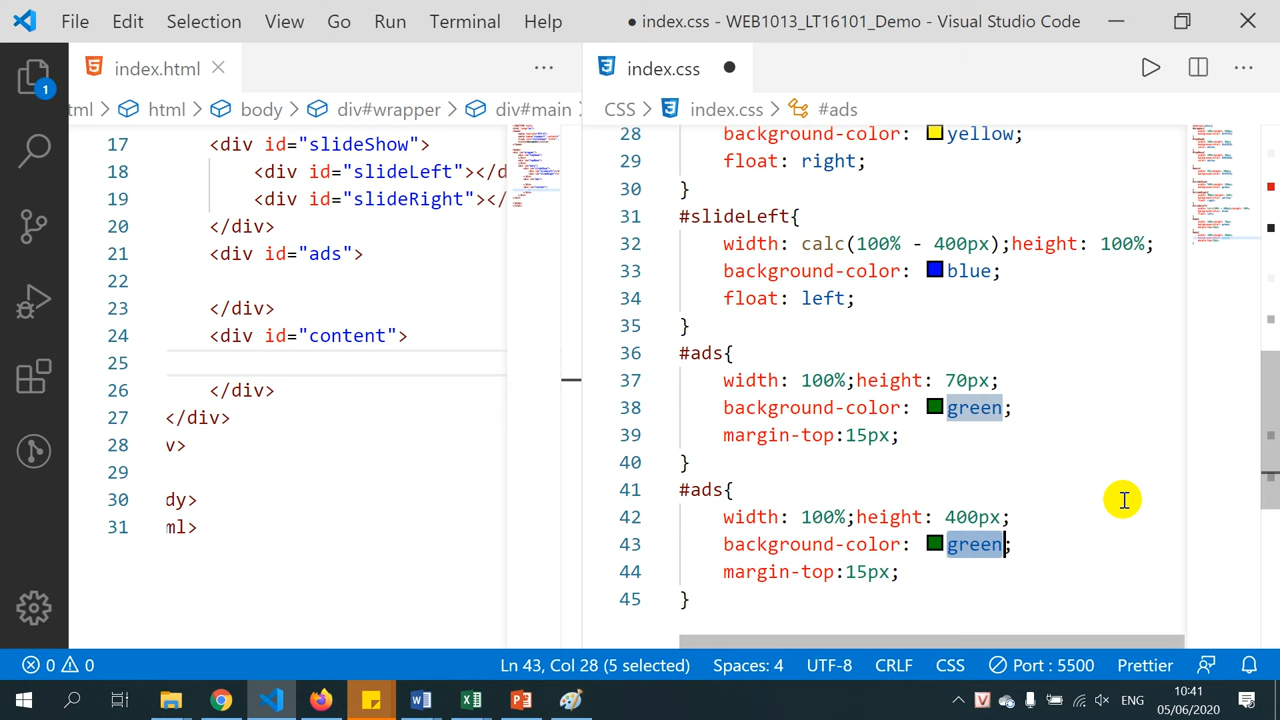 File Edit Selection View Go Run Terminal Help
● index.css - WEB1013_LT16101_Demo - Visual Studio Code
index.html
index.css
tml > html > body > div#wrapper > div#main >
CSS > index.css > #ads
17 <div id="slideShow">
18 <div id="slideLeft"></d
19 <div id="slideRight"></
20 </div>
21 <div id="ads">
22
23 </div>
24 <div id="content">
25
26 </div>
27 </div>
28 v>
29
30 dy>
31 ml>
28 background-color: yellow;
29 float: right;
30 }
31 #slideLeft{
32 width: calc(100% - 400px);height: 100%;
33 background-color: blue;
34 float: left;
35 }
36 #ads{
37 width: 100%;height: 70px;
38 background-color: green;
39 margin-top:15px;
40 }
41 #ads{
42 width: 100%;height: 400px;
43 background-color: green;
44 margin-top:15px;
45 }
1
0 0 Ln 43, Col 28 (5 selected) Spaces: 4 UTF-8 CRLF CSS Port : 5500 Prettier
ENG
10:41
05/06/2020